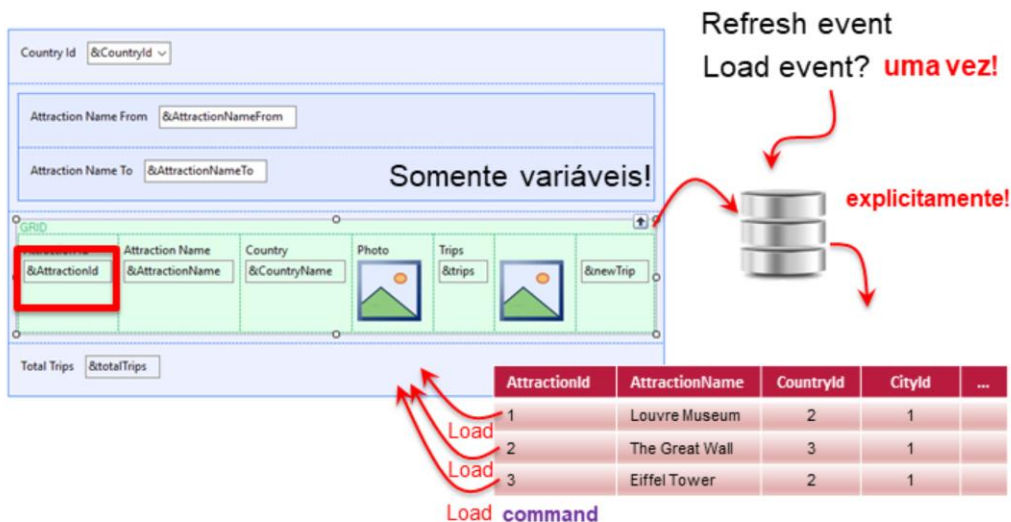 Refresh event
Load event? uma vez!
Country Id &CountryId
Attraction Name From &AttractionNameFrom
Attraction Name To &AttractionNameTo
Somente variáveis!
explicitamente!
GRID
Attraction Name Country Photo Trips
&AttractionId &AttractionName &CountryName &trips &newTrip
Total Trips &totalTrips
AttractionId AttractionName CountryId CityId ...
1 Louvre Museum 2 1
Load
2 The Great Wall 3 1
Load
3 Eiffel Tower 2 1
Load command